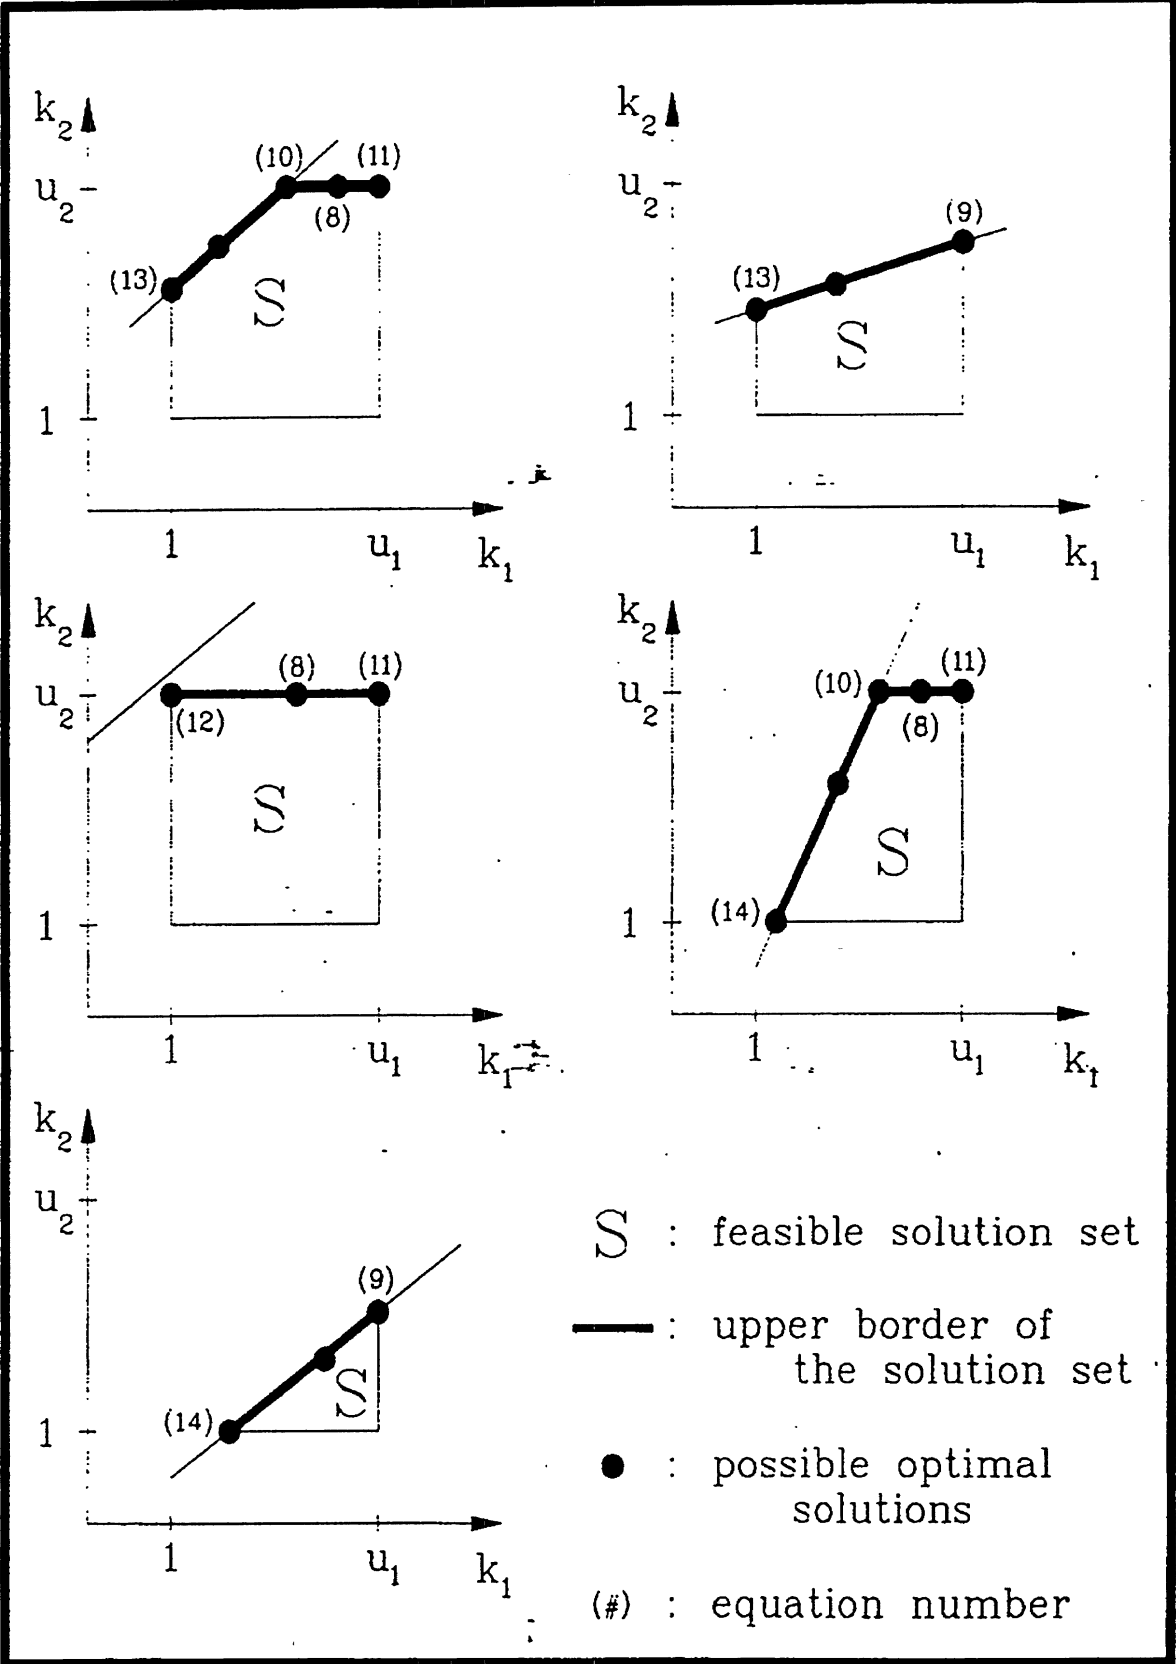 k2
u2
(10) (11)
(8)
(13)
S
1
1 u1 k1
k2
u2
(9)
(13)
S
1
1 u1 k1
k2
u2
(8) (11)
(12)
S
1
1 u1 k1
k2
u2
(10) (11)
(8)
S
(14)
1
1 u1 k1
k2
u2
(9)
S
(14)
1
1 u1 k1
S : feasible solution set
: upper border of
the solution set
: possible optimal
solutions
(#) : equation number